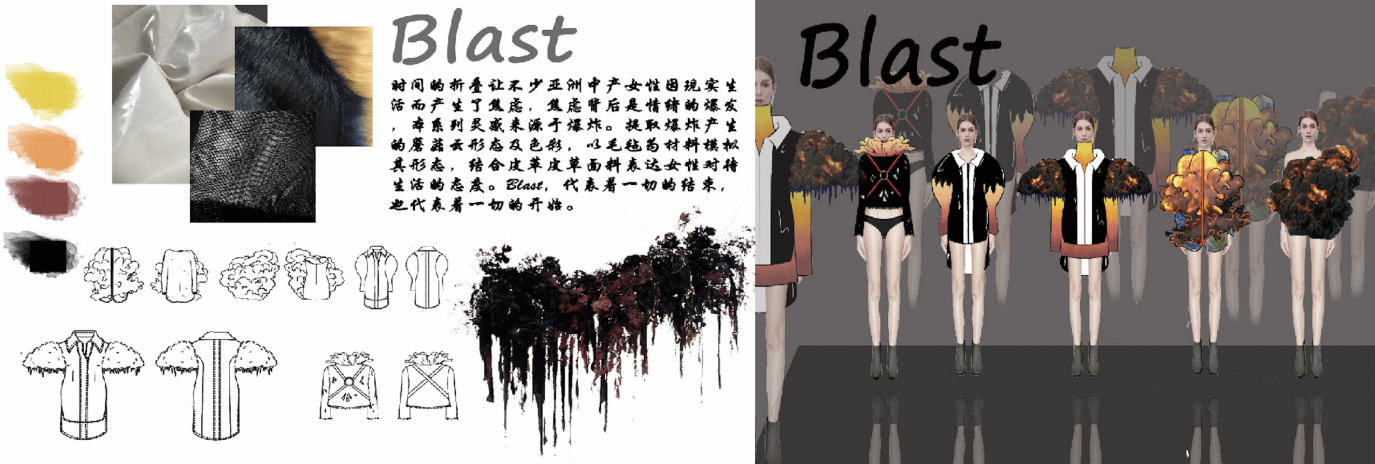 Blast
时间的折叠让不少亚洲中产女性因现实生
活而产生了焦虑，焦虑背后是情绪的爆发
，本系列灵感来源于爆炸。提取爆炸产生
的蘑菇云形态及色彩，以毛毡为材料模拟
其形态，结合皮革皮草面料表达女性对待
生活的态度。Blast，代表着一切的结束，
也代表着一切的开始。
Blast